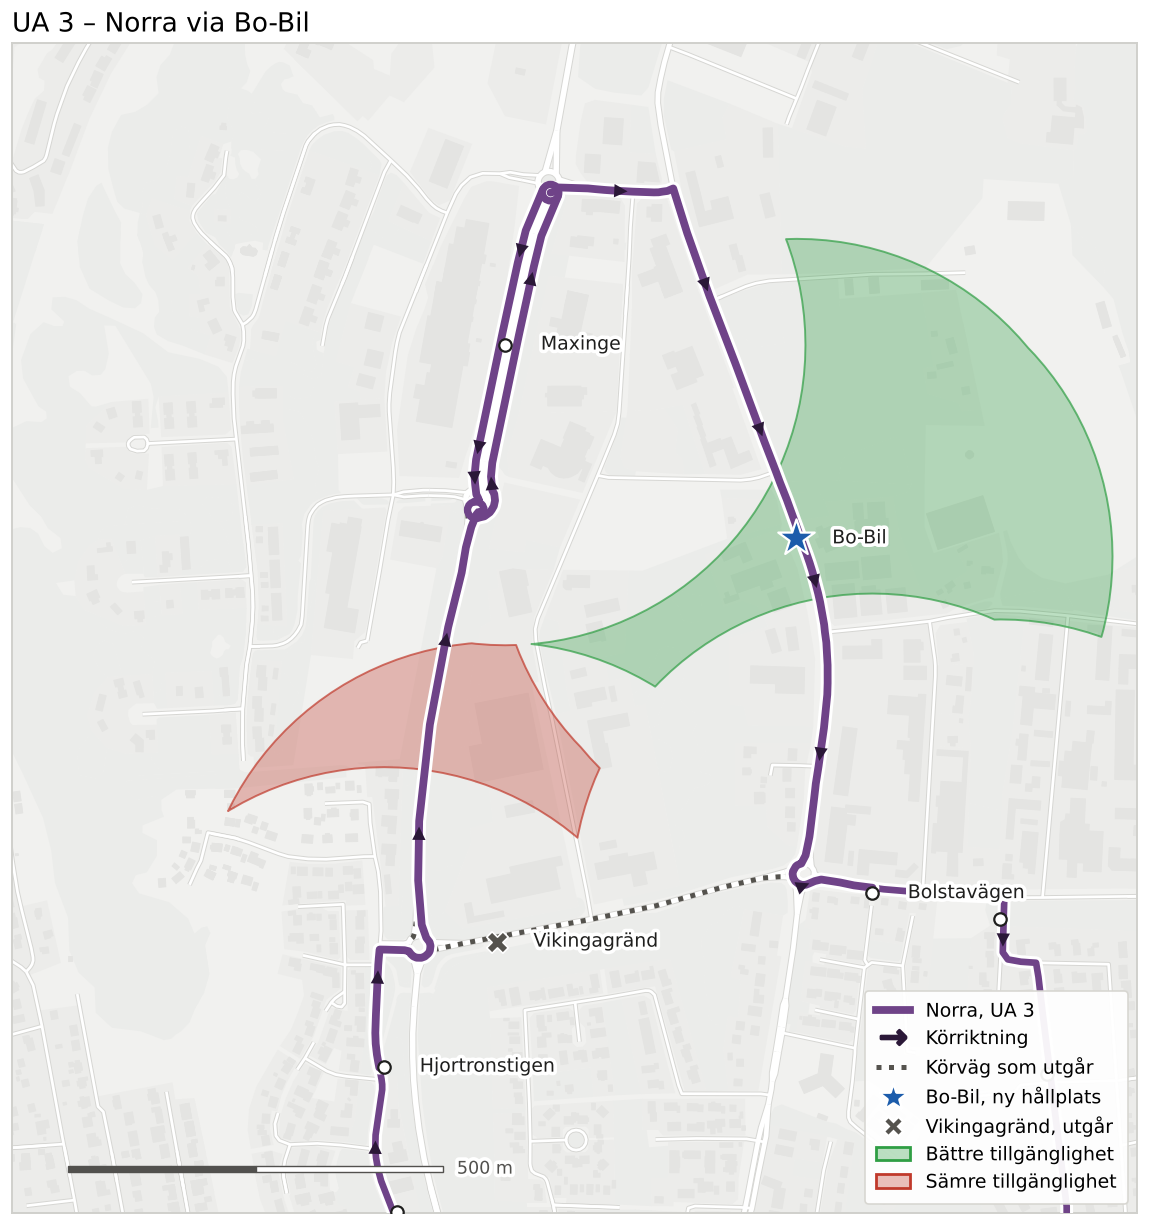 UA 3 – Norra via Bo-Bil
Maxinge
Bo-Bil
Bolstavägen
Vikingagränd
Hjortronstigen
500 m
Norra, UA 3
Körriktning
Körväg som utgår
Bo-Bil, ny hållplats
Vikingagränd, utgår
Bättre tillgänglighet
Sämre tillgänglighet